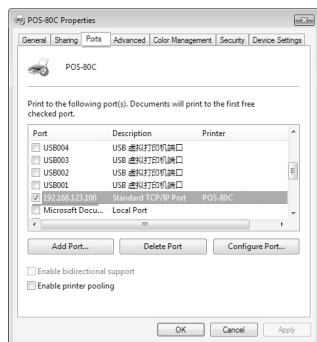 POS-80C Properties
General Sharing Ports Advanced Color Management Security Device Settings
POS-80C
Print to the following port(s). Documents will print to the first free
checked port.
Port Description Printer
USB004 USB 虚拟打印机端口
USB003 USB 虚拟打印机端口
USB002 USB 虚拟打印机端口
USB001 USB 虚拟打印机端口
192.168.123.100 Standard TCP/IP Port POS-80C
Microsoft Docu... Local Port
Add Port... Delete Port Configure Port...
Enable bidirectional support
Enable printer pooling
OK Cancel Apply